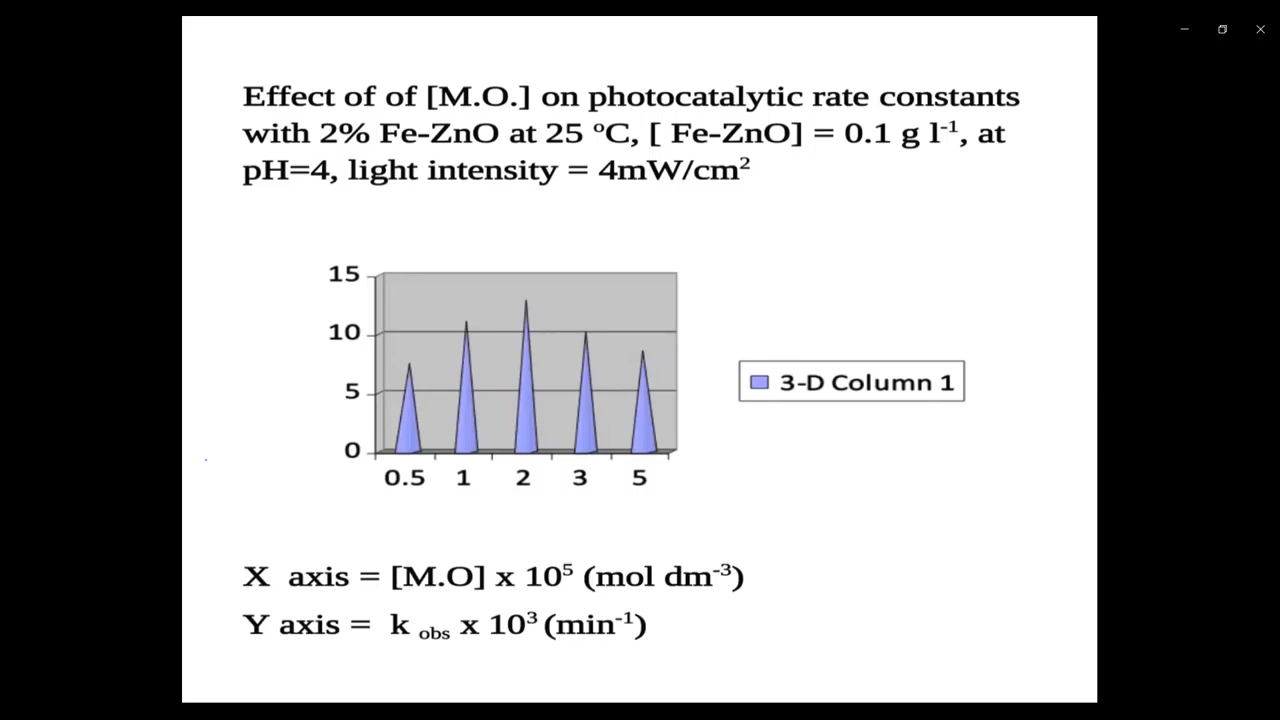 Effect of of [M.O.] on photocatalytic rate constants
with 2% Fe-ZnO at 25 ºC, [ Fe-ZnO] = 0.1 g l⁻¹, at
pH=4, light intensity = 4mW/cm²
15
10
5
0
0.5 1 2 3 5
3-D Column 1
X axis = [M.O] x 10⁵ (mol dm⁻³)
Y axis = k obs x 10³ (min⁻¹)